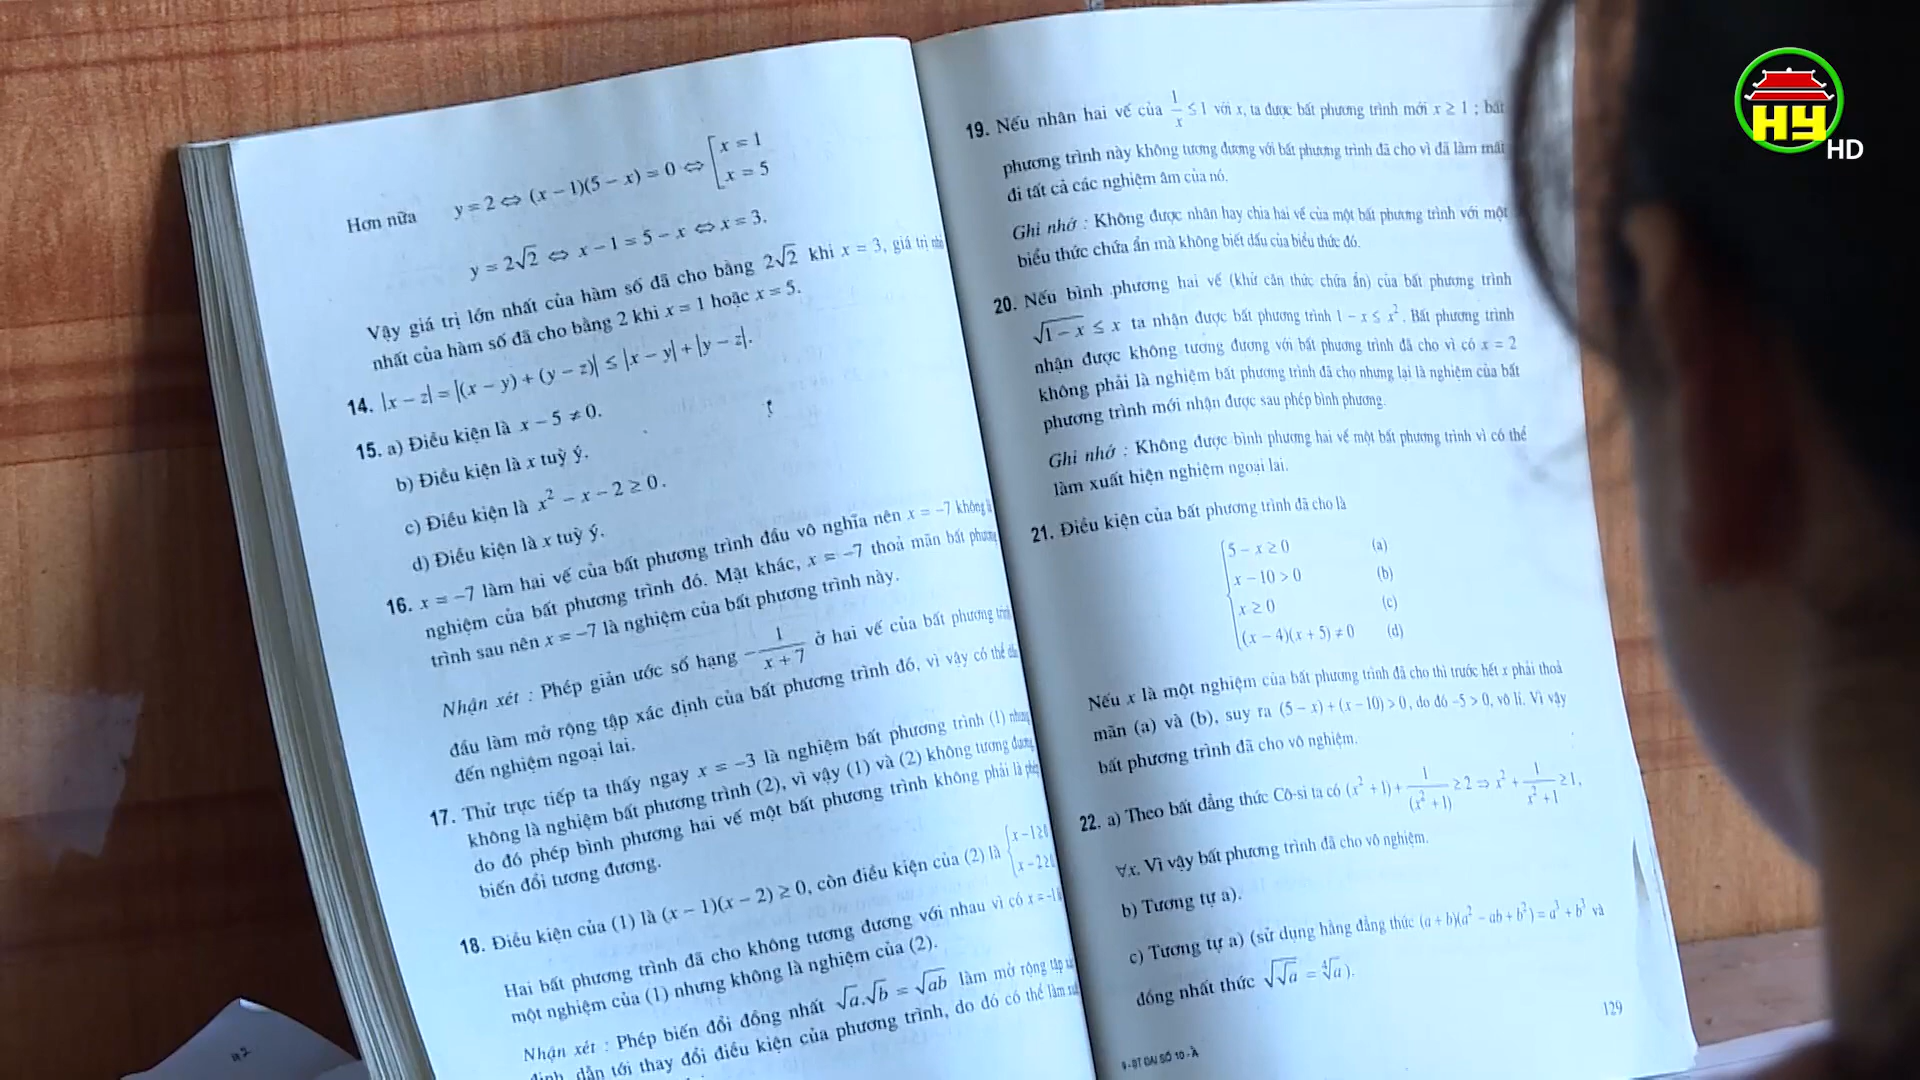 Hơn nữa y = 2 ⇔ (x – 1)(5 – x) = 0 ⇔ [x = 1
x = 5
y = 2√2 ⇔ x – 1 = 5 – x ⇔ x = 3.
Vậy giá trị lớn nhất của hàm số đã cho bằng 2√2 khi x = 3, giá trị nhỏ
nhất của hàm số đã cho bằng 2 khi x = 1 hoặc x = 5.
14. |x – z| = |(x – y) + (y – z)| ≤ |x – y| + |y – z|.
15. a) Điều kiện là x – 5 ≠ 0.
b) Điều kiện là x tuỳ ý.
c) Điều kiện là x² – x – 2 ≥ 0.
d) Điều kiện là x tuỳ ý.
16. x = –7 làm hai vế của bất phương trình đầu vô nghĩa nên x = –7 không
nghiệm của bất phương trình đó. Mặt khác, x = –7 thoả mãn bất phương
trình sau nên x = –7 là nghiệm của bất phương trình này.
Nhận xét : Phép giản ước số hạng –1/(x + 7) ở hai vế của bất phương trình
đầu làm mở rộng tập xác định của bất phương trình đó, vì vậy có thể
đến nghiệm ngoại lai.
17. Thử trực tiếp ta thấy ngay x = –3 là nghiệm bất phương trình (1) nhưng
không là nghiệm bất phương trình (2), vì vậy (1) và (2) không tương đương,
do đó phép bình phương hai vế một bất phương trình không phải là phép
biến đổi tương đương.
18. Điều kiện của (1) là (x – 1)(x – 2) ≥ 0, còn điều kiện của (2) là {x – 1 ≥ 0
x – 2 ≥ 0
Hai bất phương trình đã cho không tương đương với nhau vì có x = –1
một nghiệm của (1) nhưng không là nghiệm của (2).
Nhận xét : Phép biến đổi đồng nhất √a.√b = √ab làm mở rộng tập
định, dẫn tới thay đổi điều kiện của phương trình, do đó có thể làm
19. Nếu nhân hai vế của 1/x ≤ 1 với x, ta được bất phương trình mới x ≥ 1 ; bất
phương trình này không tương đương với bất phương trình đã cho vì đã làm mất
đi tất cả các nghiệm âm của nó.
Ghi nhớ : Không được nhân hay chia hai vế của một bất phương trình với một
biểu thức chứa ẩn mà không biết dấu của biểu thức đó.
20. Nếu bình phương hai vế (khử căn thức chứa ẩn) của bất phương trình
√(1 – x) ≤ x ta nhận được bất phương trình 1 – x ≤ x². Bất phương trình
nhận được không tương đương với bất phương trình đã cho vì có x = 2
không phải là nghiệm bất phương trình đã cho nhưng lại là nghiệm của bất
phương trình mới nhận được sau phép bình phương.
Ghi nhớ : Không được bình phương hai vế một bất phương trình vì có thể
làm xuất hiện nghiệm ngoại lai.
21. Điều kiện của bất phương trình đã cho là
{5 – x ≥ 0 (a)
x – 10 > 0 (b)
x ≥ 0 (c)
(x – 4)(x + 5) ≠ 0 (d)
Nếu x là một nghiệm của bất phương trình đã cho thì trước hết x phải thoả
mãn (a) và (b), suy ra (5 – x) + (x – 10) > 0, do đó –5 > 0, vô lí. Vì vậy
bất phương trình đã cho vô nghiệm.
22. a) Theo bất đẳng thức Cô-si ta có (x² + 1) + 1/(x² + 1) ≥ 2 ⇒ x² + 1/(x² + 1) ≥ 1,
∀x. Vì vậy bất phương trình đã cho vô nghiệm.
b) Tương tự a).
c) Tương tự a) (sử dụng hằng đẳng thức (a + b)(a² – ab + b²) = a³ + b³ và
đồng nhất thức √√a = ⁴√a).
129
9-BT ĐẠI SỐ 10-A
HY
HD